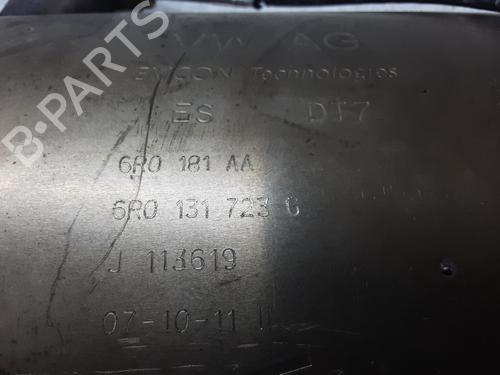 VW AG
EMCON Technologies
ES DT7
6R0 181 AA
6R0 131 723 G
J 113619
07-10-11
B-PARTS